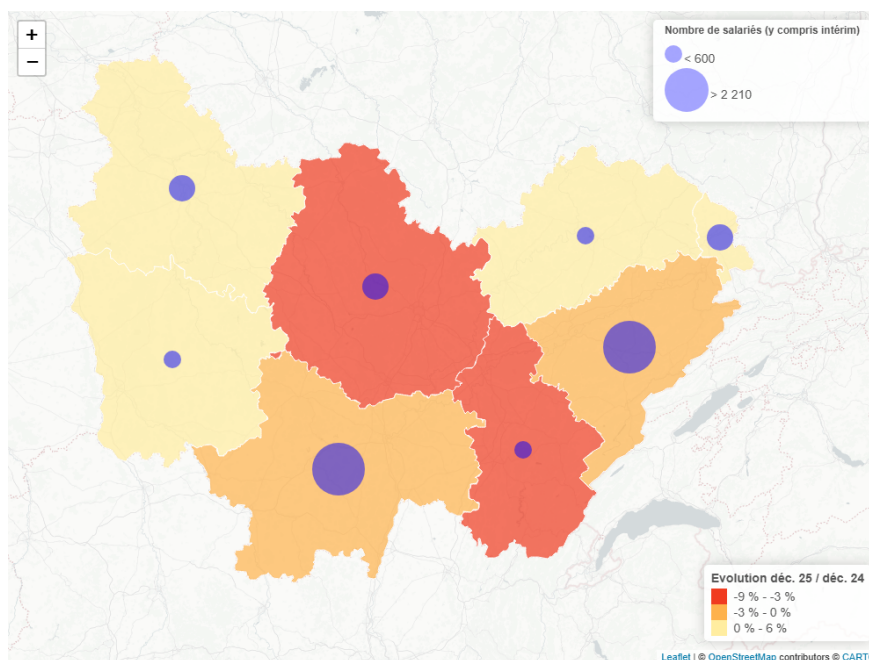 +
−
Nombre de salariés (y compris intérim)
< 600
> 2 210
Evolution déc. 25 / déc. 24
-9 % - -3 %
-3 % - 0 %
0 % - 6 %
Leaflet | © OpenStreetMap contributors © CART